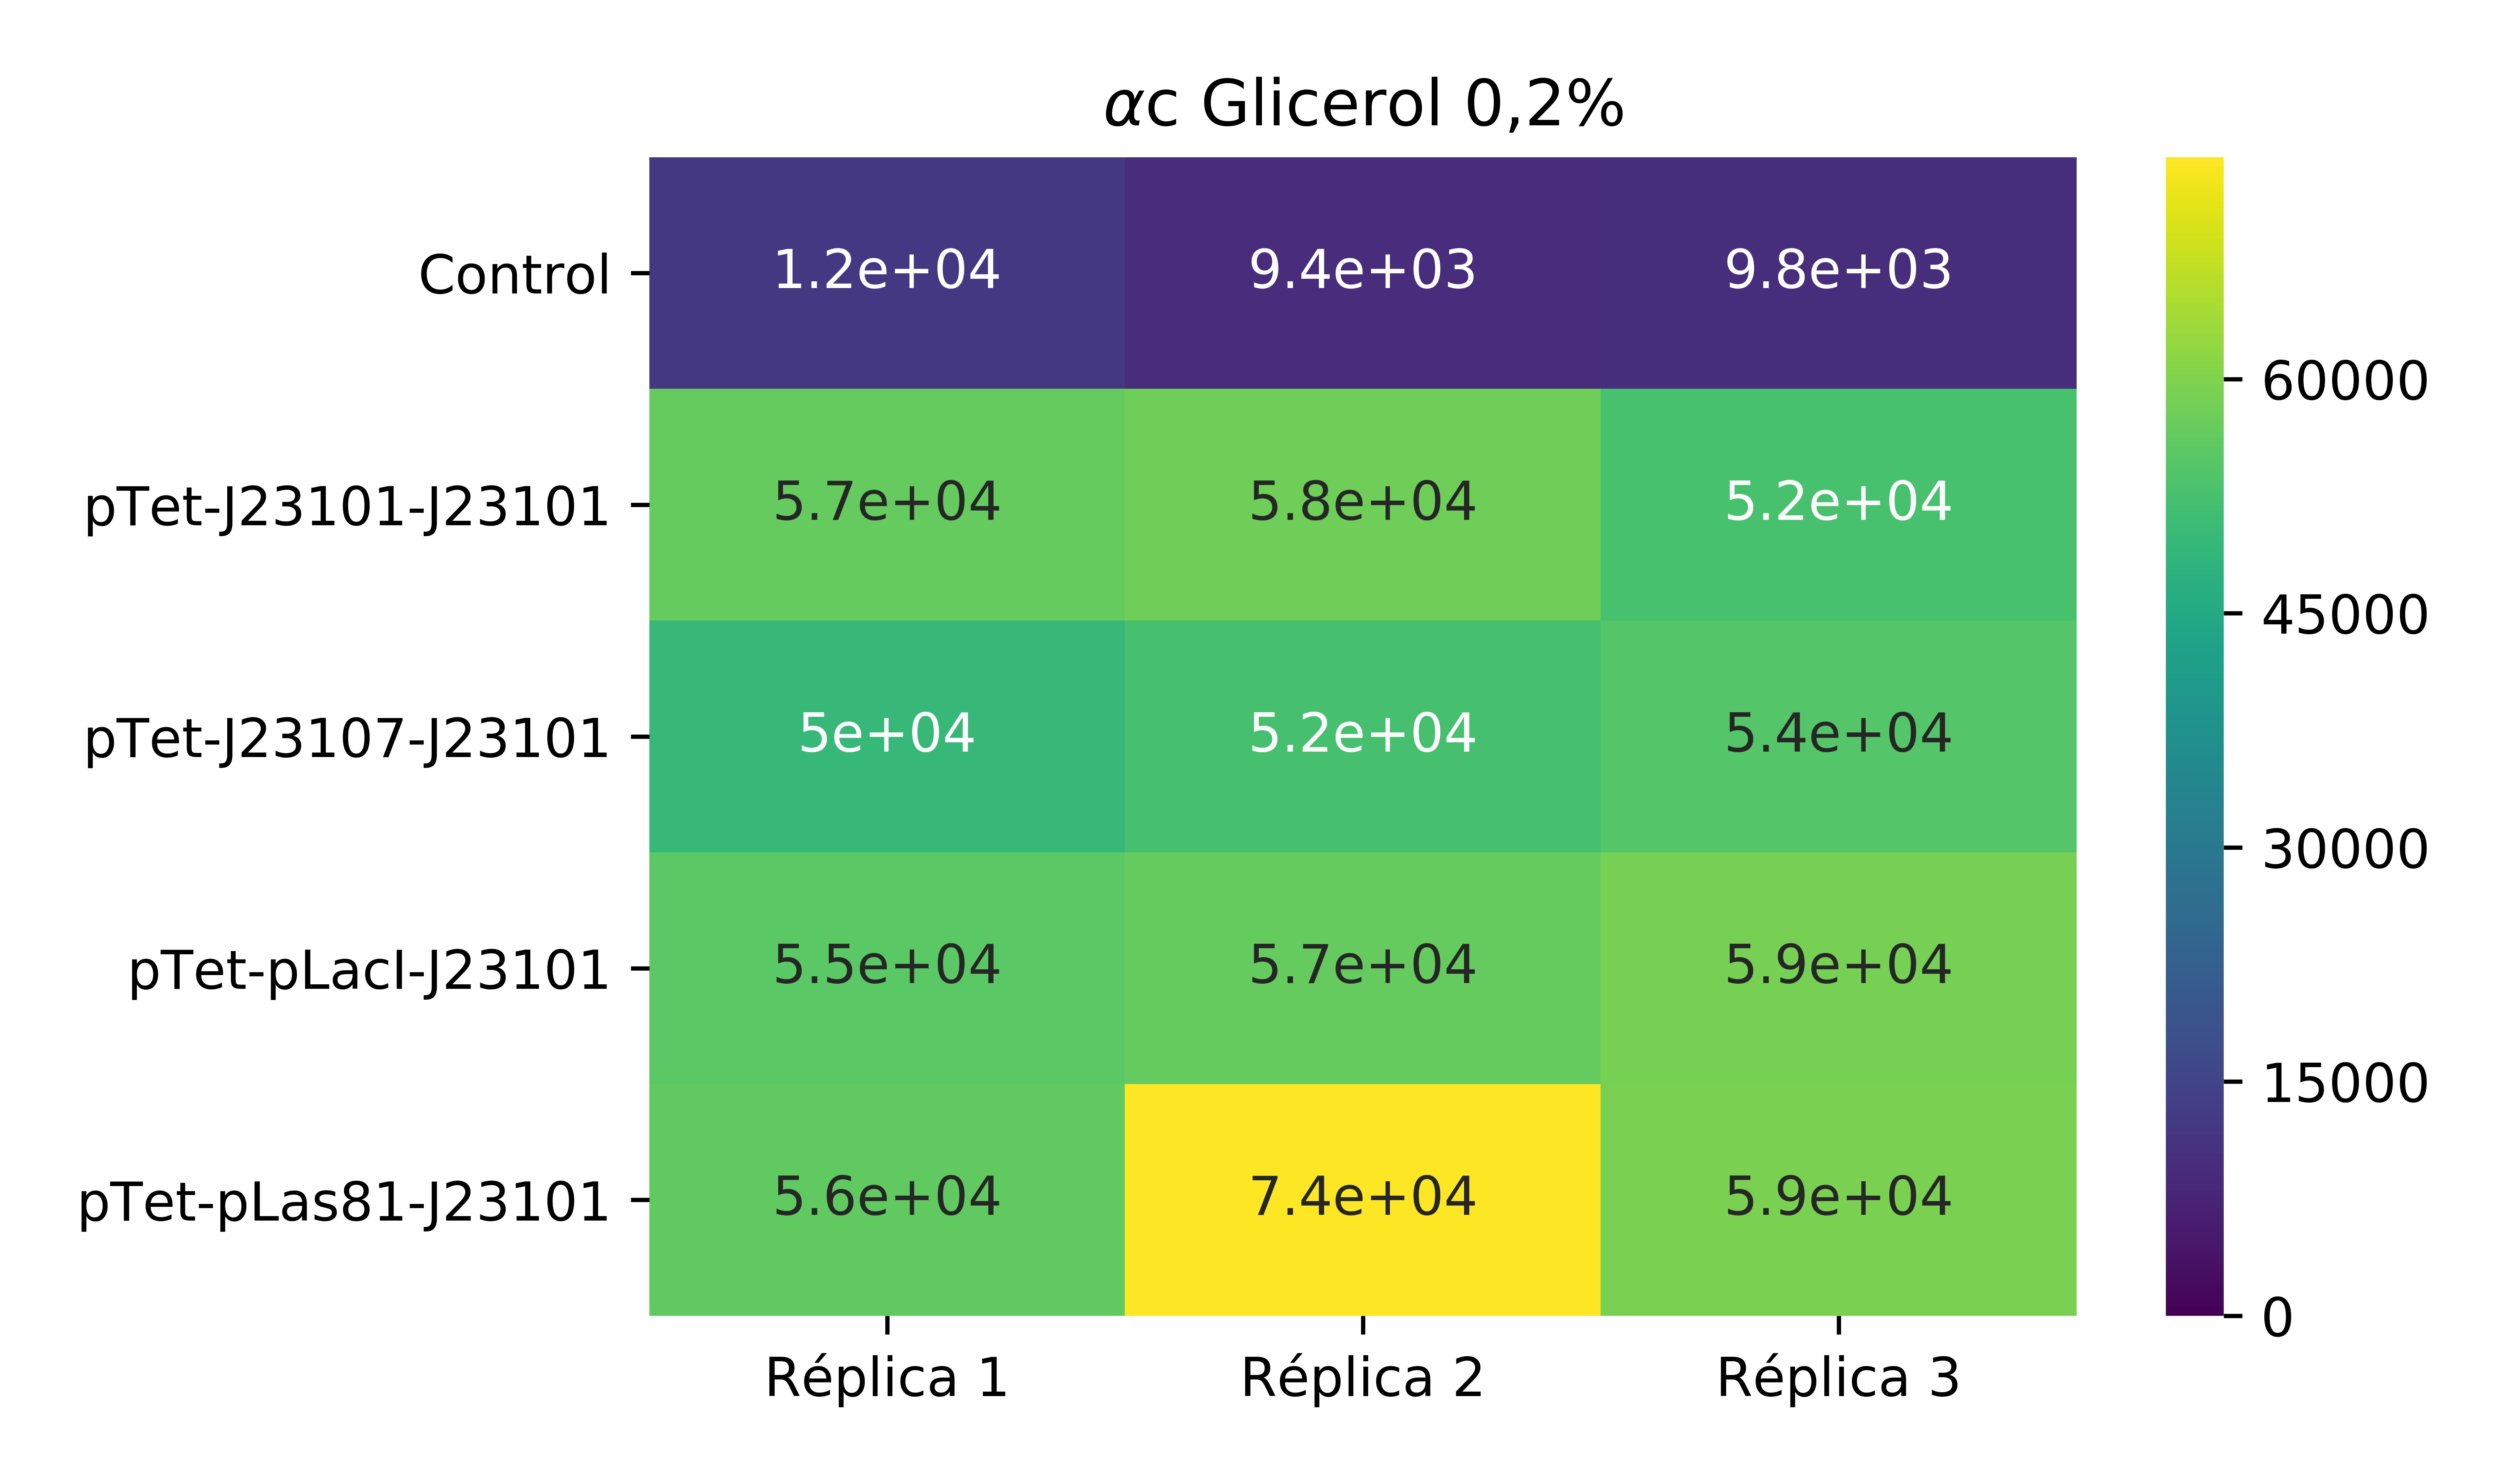 αc Glicerol 0,2%
Control 1.2e+04 9.4e+03 9.8e+03
pTet-J23101-J23101 5.7e+04 5.8e+04 5.2e+04
pTet-J23107-J23101 5e+04 5.2e+04 5.4e+04
pTet-pLacI-J23101 5.5e+04 5.7e+04 5.9e+04
pTet-pLas81-J23101 5.6e+04 7.4e+04 5.9e+04
Réplica 1 Réplica 2 Réplica 3
60000
45000
30000
15000
0